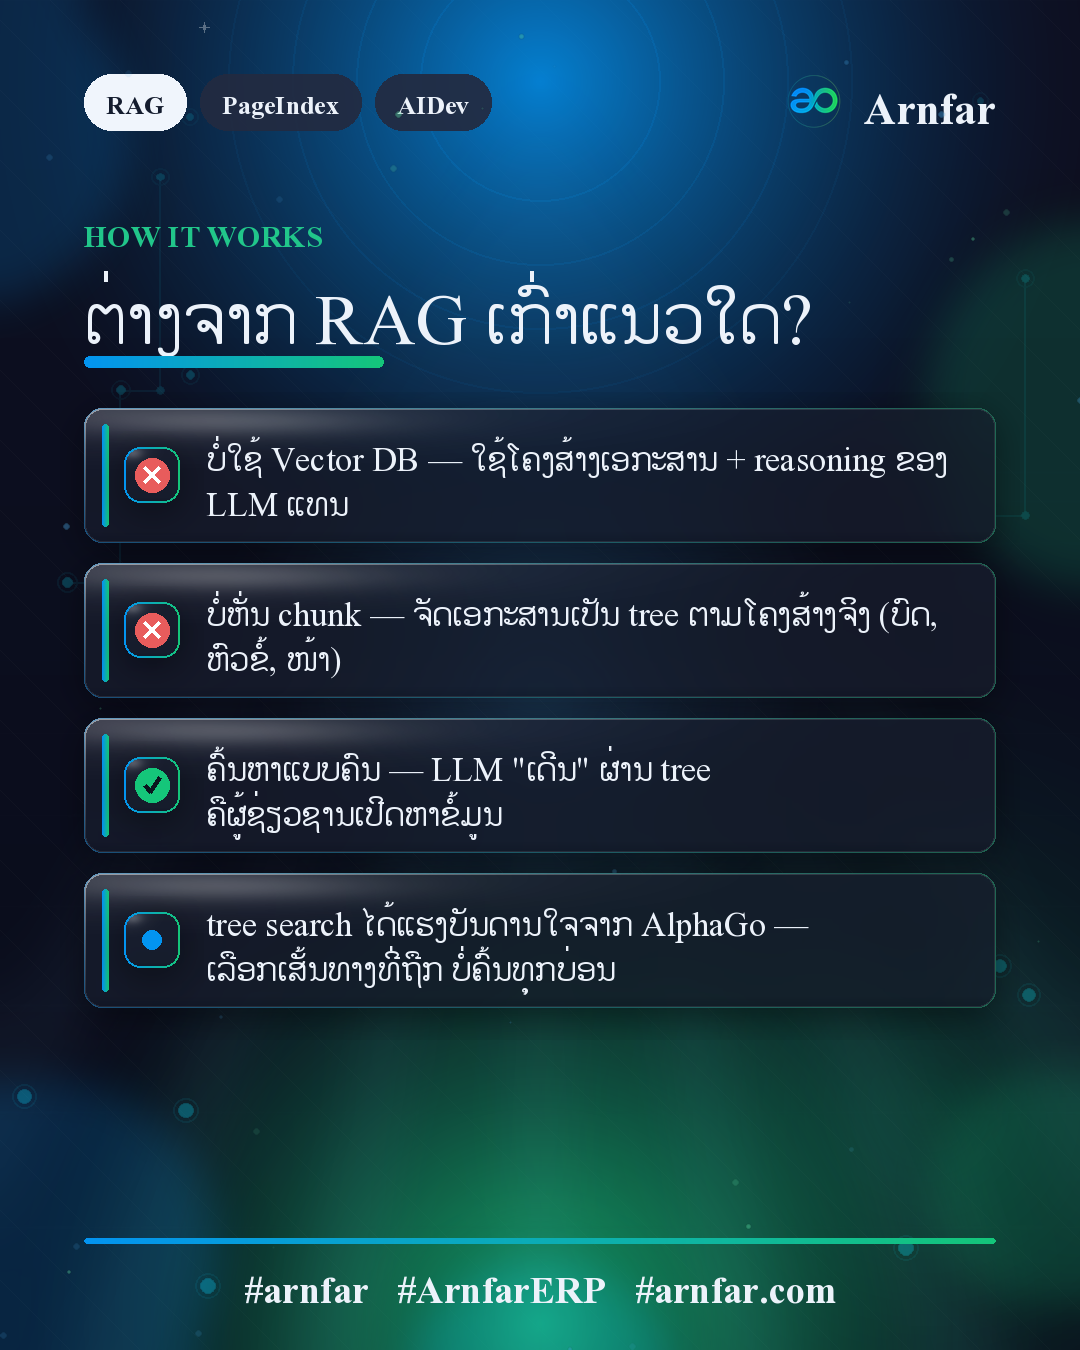 RAG PageIndex AIDev
Arnfar
HOW IT WORKS
ຕ່າງຈາກ RAG ເກົ່າແນວໃດ?
ບໍ່ໃຊ້ Vector DB — ໃຊ້ໂຄງສ້າງເອກະສານ + reasoning ຂອງ
LLM ແທນ
ບໍ່ຫັ່ນ chunk — ຈັດເອກະສານເປັນ tree ຕາມໂຄງສ້າງຈິງ (ບົດ,
ຫົວຂໍ້, ໜ້າ)
ຄົ້ນຫາແບບຄົນ — LLM "ເດີນ" ຜ່ານ tree
ຄືຜູ້ຊ່ຽວຊານເປີດຫາຂໍ້ມູນ
tree search ໄດ້ແຮງບັນດານໃຈຈາກ AlphaGo —
ເລືອກເສັ້ນທາງທີ່ຖືກ ບໍ່ຄົ້ນທຸກບ່ອນ
#arnfar #ArnfarERP #arnfar.com